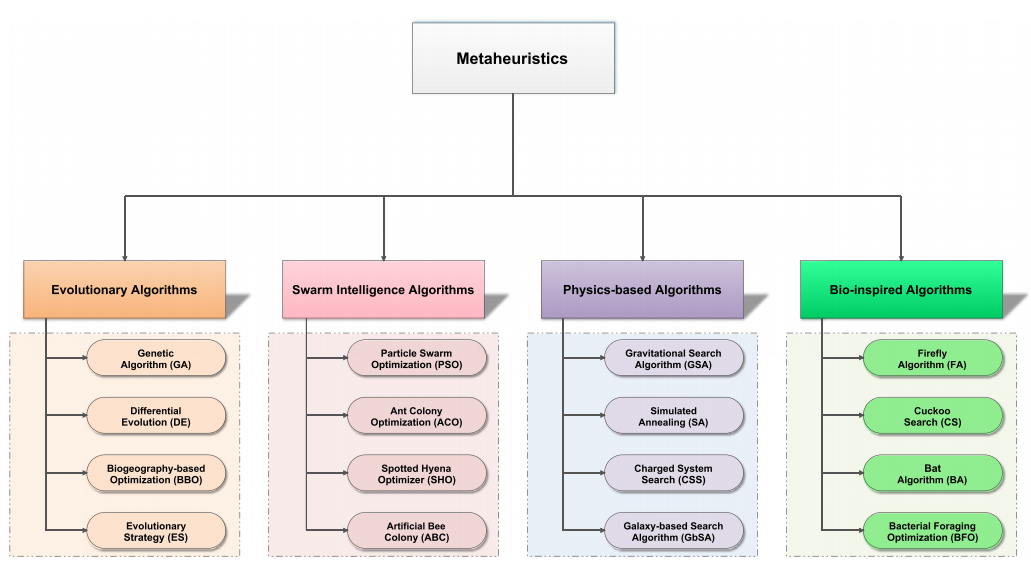 Metaheuristics
Evolutionary Algorithms
Genetic
Algorithm (GA)
Differential
Evolution (DE)
Biogeography-based
Optimization (BBO)
Evolutionary
Strategy (ES)
Swarm Intelligence Algorithms
Particle Swarm
Optimization (PSO)
Ant Colony
Optimization (ACO)
Spotted Hyena
Optimizer (SHO)
Artificial Bee
Colony (ABC)
Physics-based Algorithms
Gravitational Search
Algorithm (GSA)
Simulated
Annealing (SA)
Charged System
Search (CSS)
Galaxy-based Search
Algorithm (GbSA)
Bio-inspired Algorithms
Firefly
Algorithm (FA)
Cuckoo
Search (CS)
Bat
Algorithm (BA)
Bacterial Foraging
Optimization (BFO)